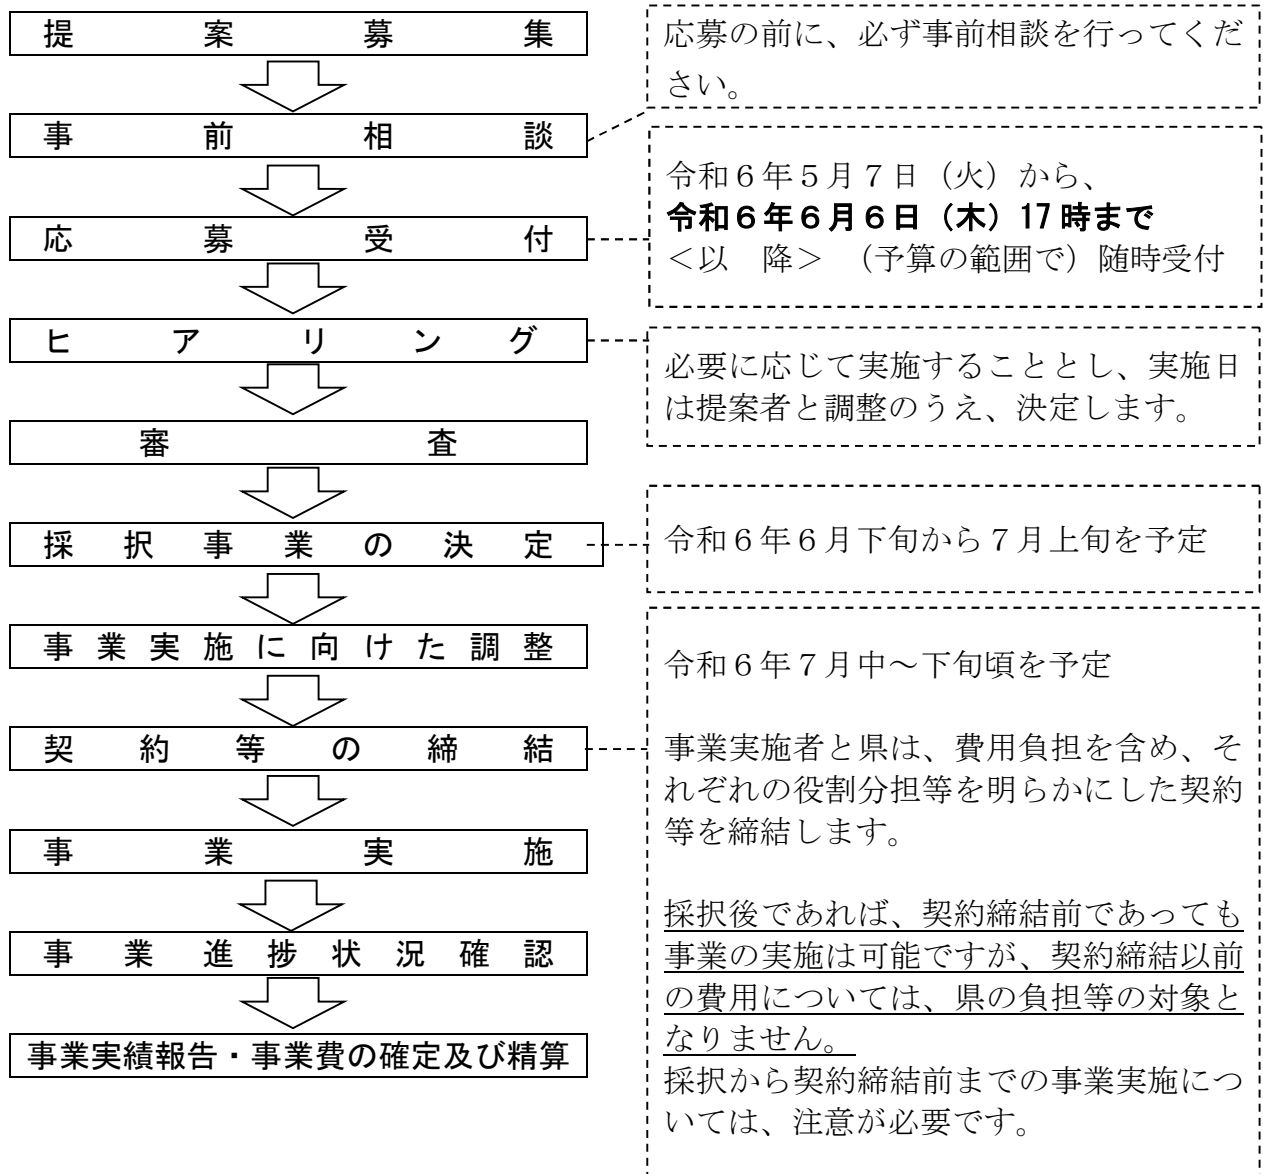 提案募集
応募の前に、必ず事前相談を行ってくだ
さい。
事前相談
令和６年５月７日（火）から、
令和６年６月６日（木）17時まで
＜以　降＞　（予算の範囲で）随時受付
応募受付
ヒアリング
必要に応じて実施することとし、実施日
は提案者と調整のうえ、決定します。
審査
採択事業の決定
令和６年６月下旬から７月上旬を予定
事業実施に向けた調整
令和６年７月中～下旬頃を予定
契約等の締結
事業実施者と県は、費用負担を含め、そ
れぞれの役割分担等を明らかにした契約
等を締結します。
事業実施
採択後であれば、契約締結前であっても
事業の実施は可能ですが、契約締結以前
の費用については、県の負担等の対象と
なりません。
事業進捗状況確認
事業実績報告・事業費の確定及び精算
採択から契約締結前までの事業実施につ
いては、注意が必要です。